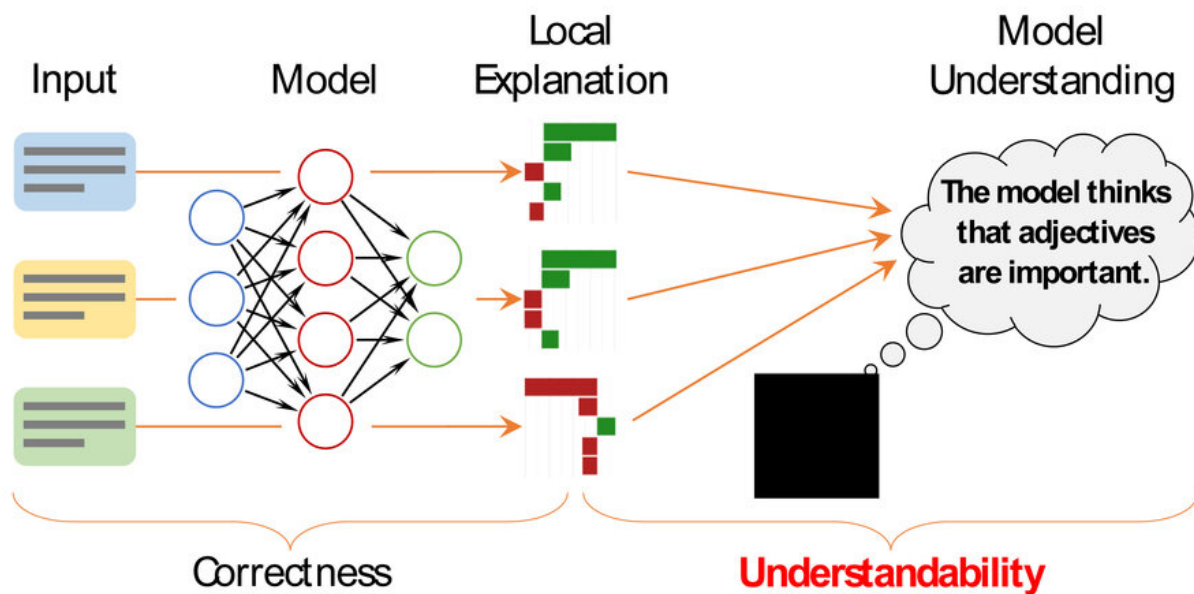 Input
Model
Local
Explanation
Model
Understanding
The model thinks
that adjectives
are important.
Correctness
Understandability